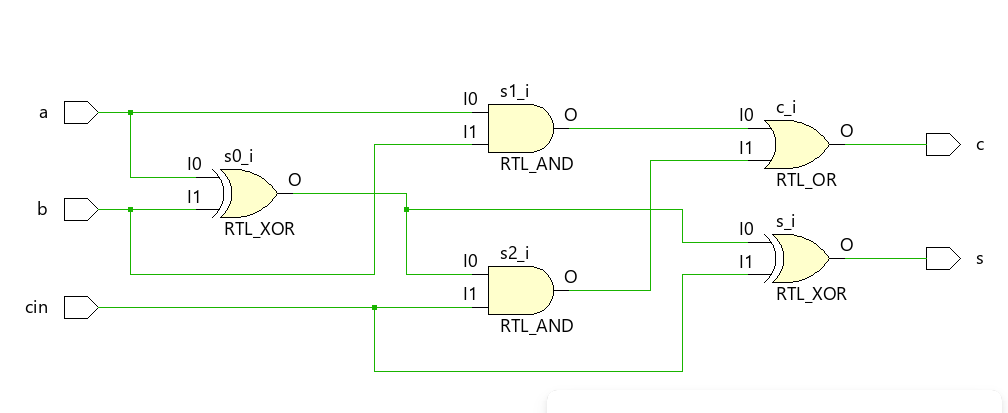 a
b
cin
I0
I1
s0_i
O
RTL_XOR
I0
I1
s1_i
O
RTL_AND
I0
I1
s2_i
O
RTL_AND
I0
I1
c_i
O
RTL_OR
c
I0
I1
s_i
O
RTL_XOR
s